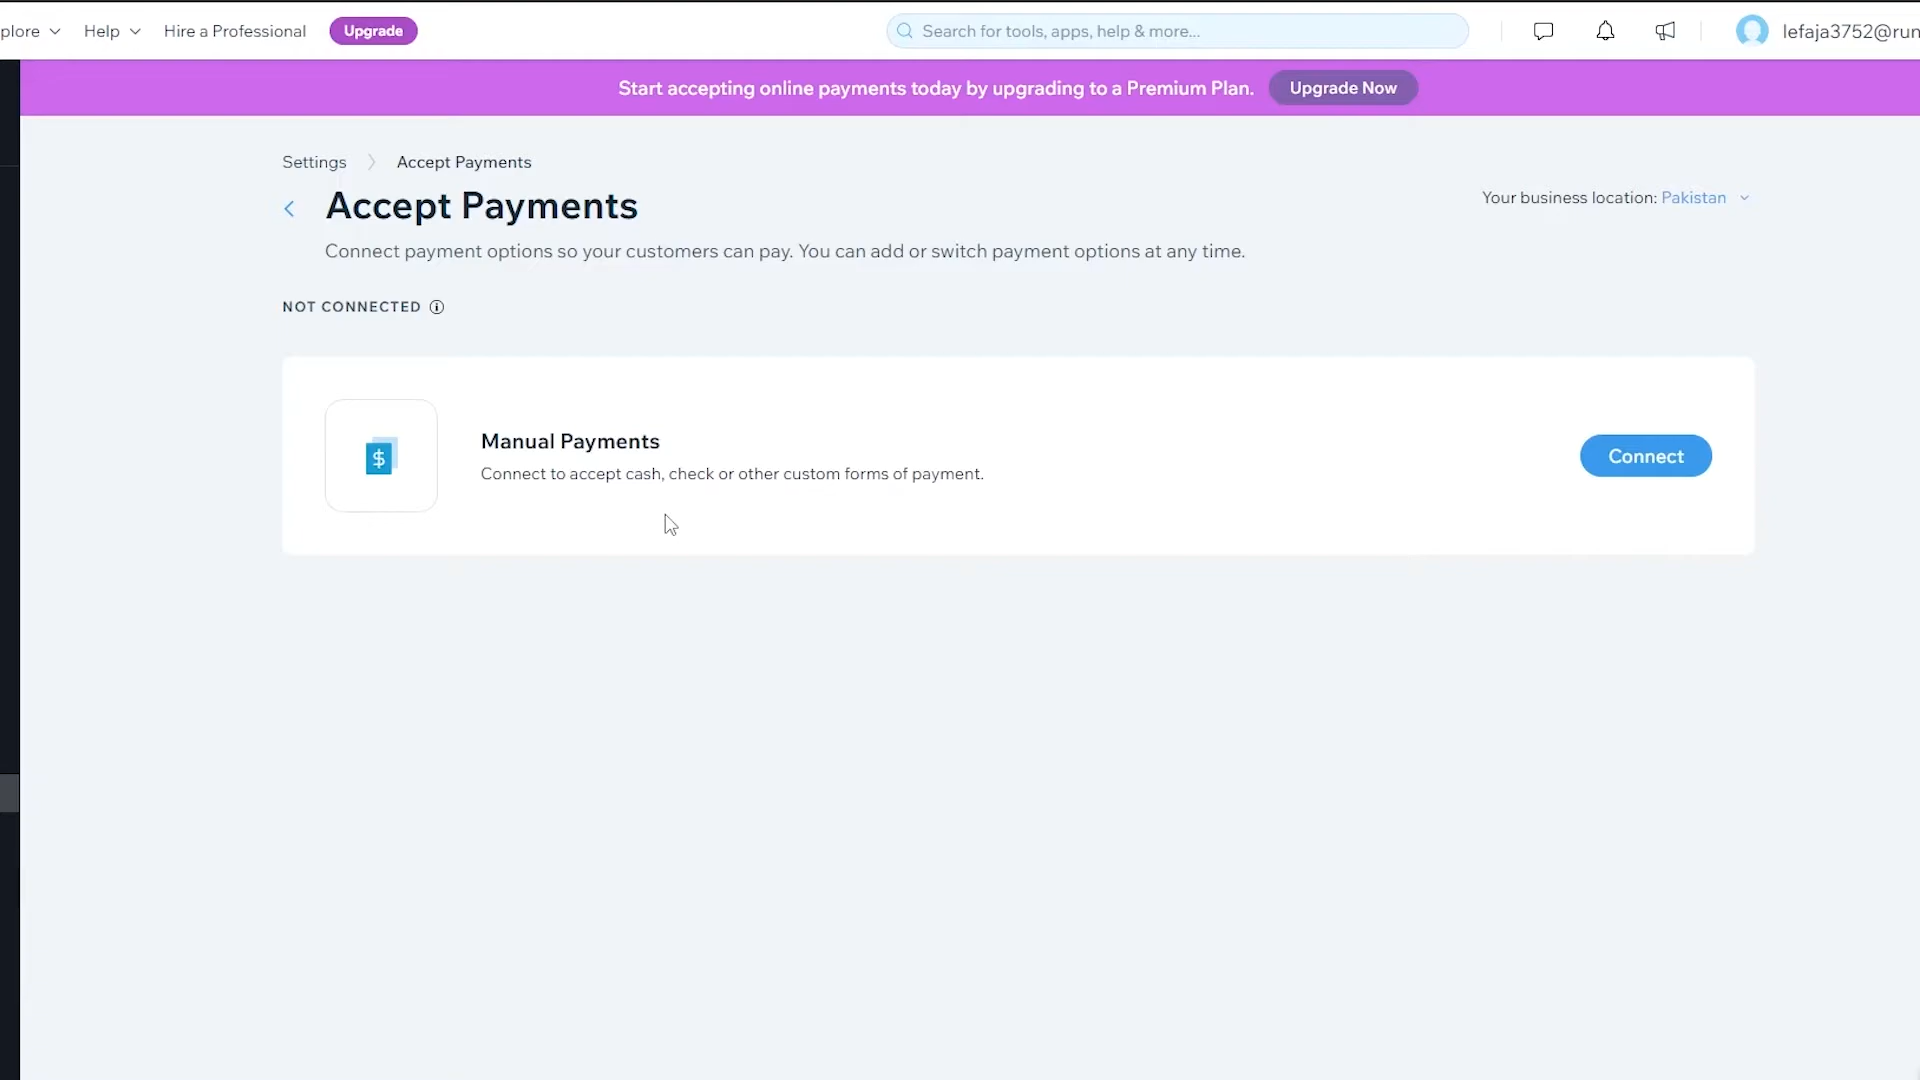 plore Help Hire a Professional Upgrade Search for tools, apps, help & more... lefaja3752@run
Start accepting online payments today by upgrading to a Premium Plan. Upgrade Now
Settings Accept Payments
Accept Payments
Your business location: Pakistan
Connect payment options so your customers can pay. You can add or switch payment options at any time.
NOT CONNECTED
Manual Payments
$
Connect to accept cash, check or other custom forms of payment.
Connect